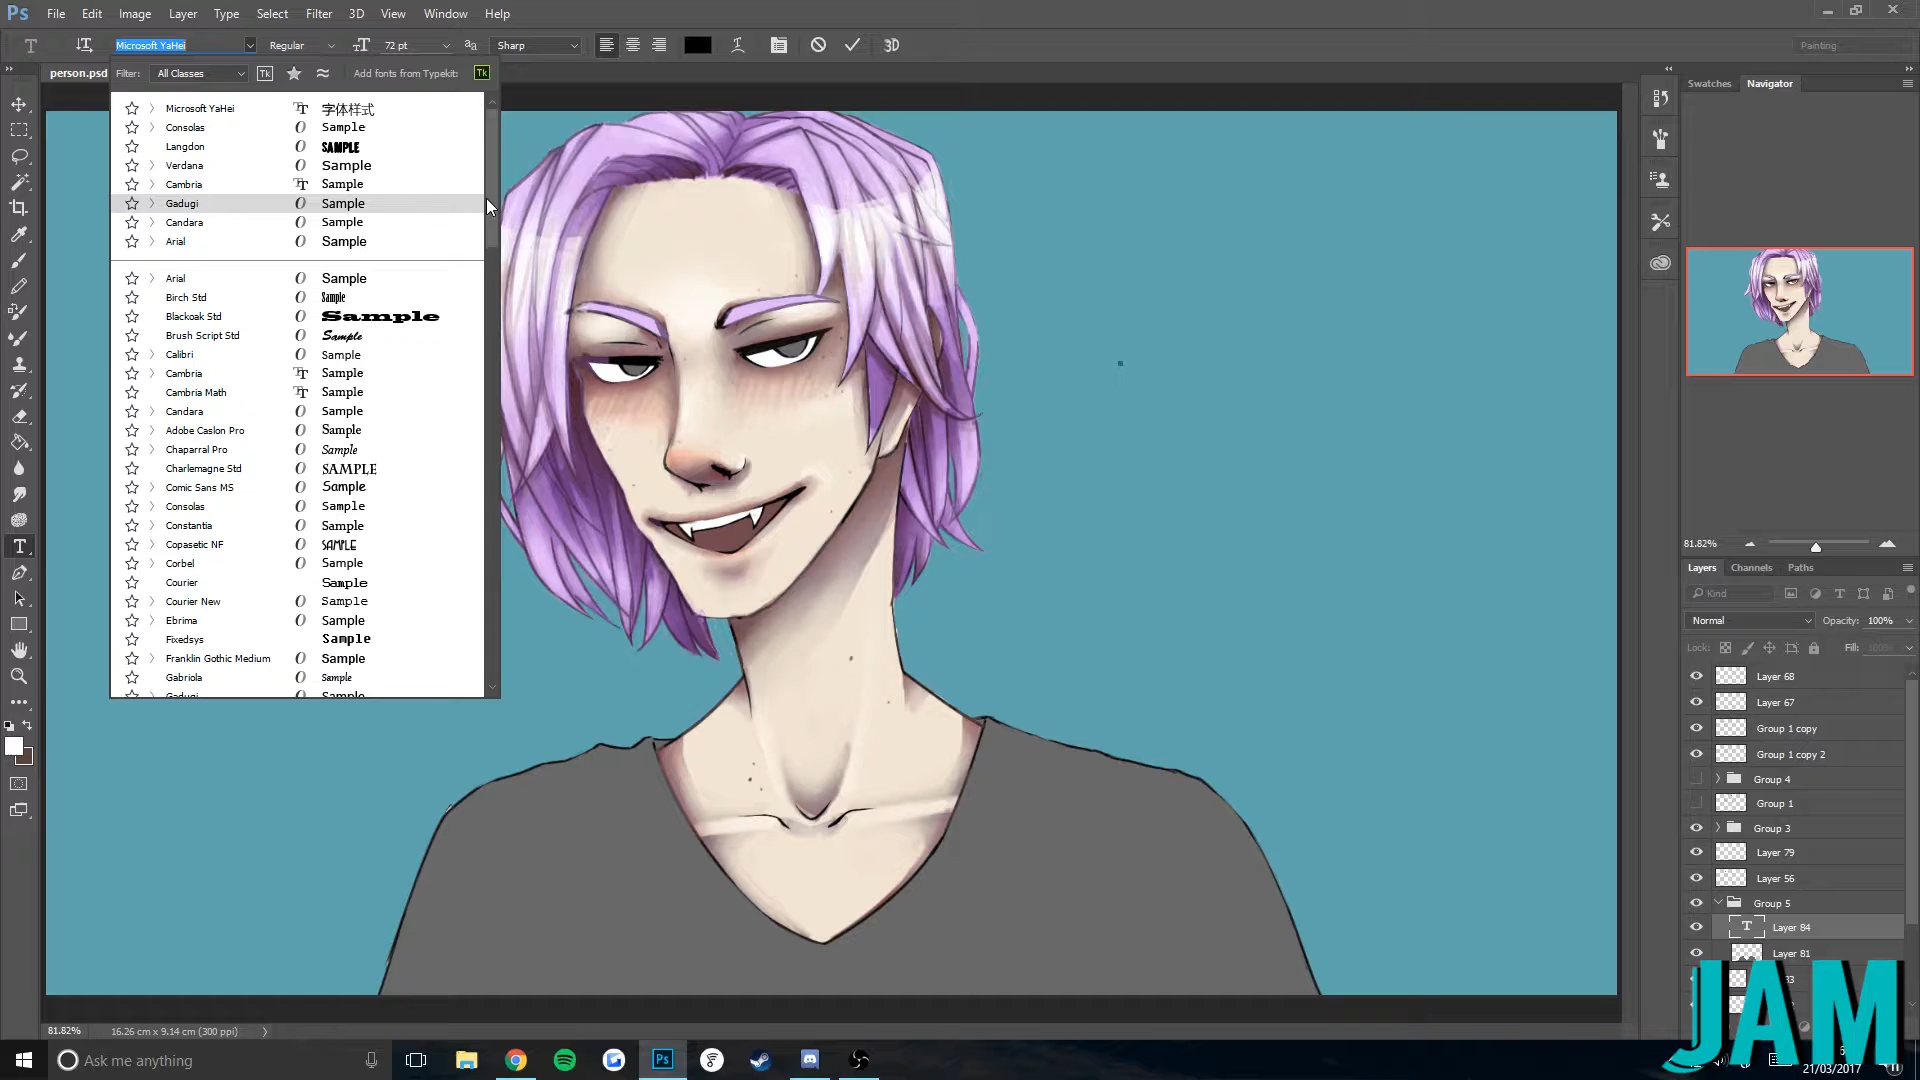 Ps File Edit Image Layer Type Select Filter 3D View Window Help
Microsoft YaHei Regular 72 pt Sharp 3D Painting
person.psd Filter: All Classes Tk Add fonts from Typekit: Tk
Swatches Navigator
Microsoft YaHei 字体样式
Consolas Sample
Langdon SAMPLE
Verdana Sample
Cambria Sample
Gadugi Sample
Candara Sample
Arial Sample
Arial Sample
Birch Std Sample
Blackoak Std Sample
Brush Script Std Sample
Calibri Sample
Cambria Sample
Cambria Math Sample
Candara Sample
Adobe Caslon Pro Sample
Chaparral Pro Sample
Charlemagne Std SAMPLE
Comic Sans MS Sample
Consolas Sample
Constantia Sample
Copasetic NF SAMPLE
Corbel Sample
Courier Sample
Courier New Sample
Ebrima Sample
Fixedsys Sample
Franklin Gothic Medium Sample
Gabriola Sample
Gadugi Sample
81.82%
Layers Channels Paths
Kind
Normal Opacity: 100%
Lock: Fill: 100%
Layer 68
Layer 67
Group 1 copy
Group 1 copy 2
Group 4
Group 1
Group 3
Layer 79
Layer 56
Group 5
Layer 84
Layer 81
JAM
81.82% 16.26 cm x 9.14 cm (300 ppi)
Ask me anything
Ps
21/03/2017